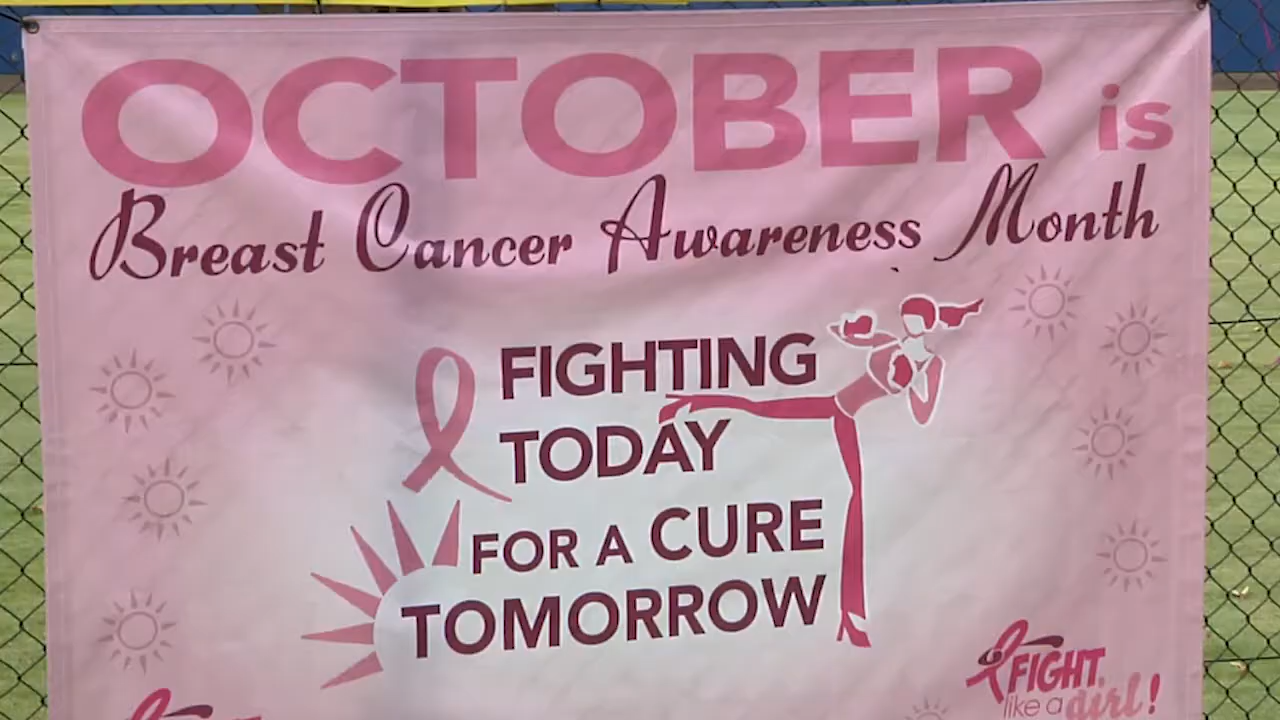 OCTOBER is
Breast Cancer Awareness Month
FIGHTING
TODAY
FOR A CURE
TOMORROW
FIGHT
like a girl!